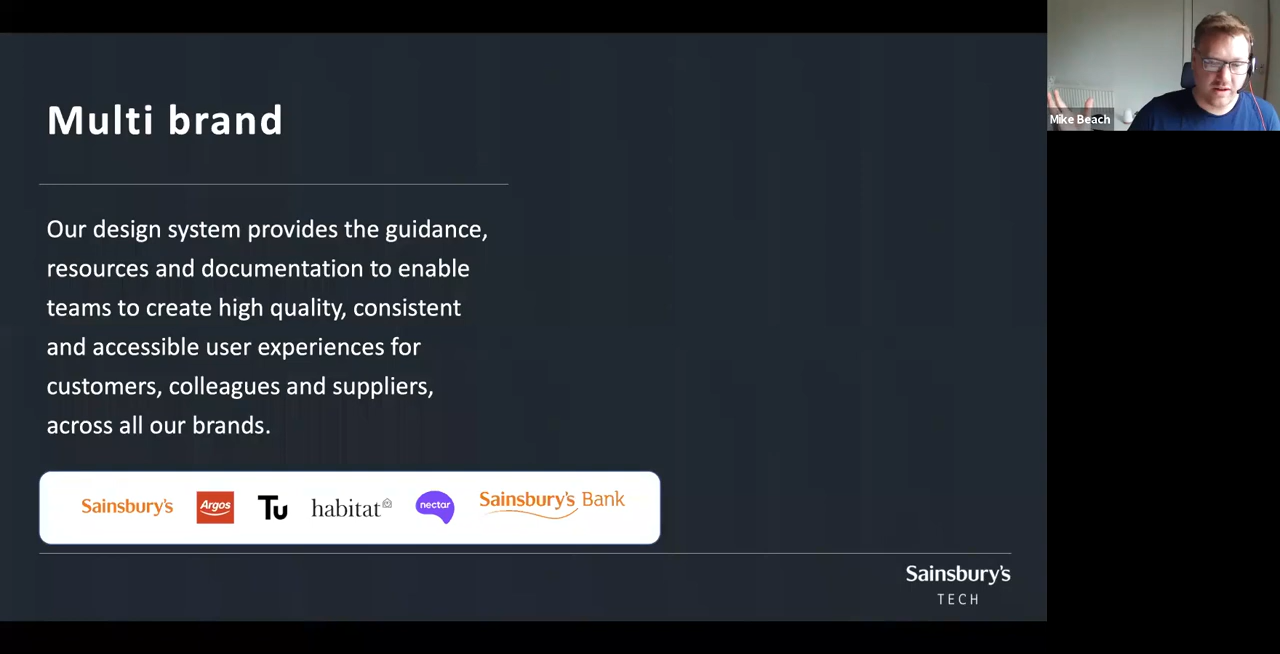 Multi brand
Our design system provides the guidance,
resources and documentation to enable
teams to create high quality, consistent
and accessible user experiences for
customers, colleagues and suppliers,
across all our brands.
Sainsbury's Argos Tu habitat nectar Sainsbury's Bank
Sainsbury's
TECH
Mike Beach